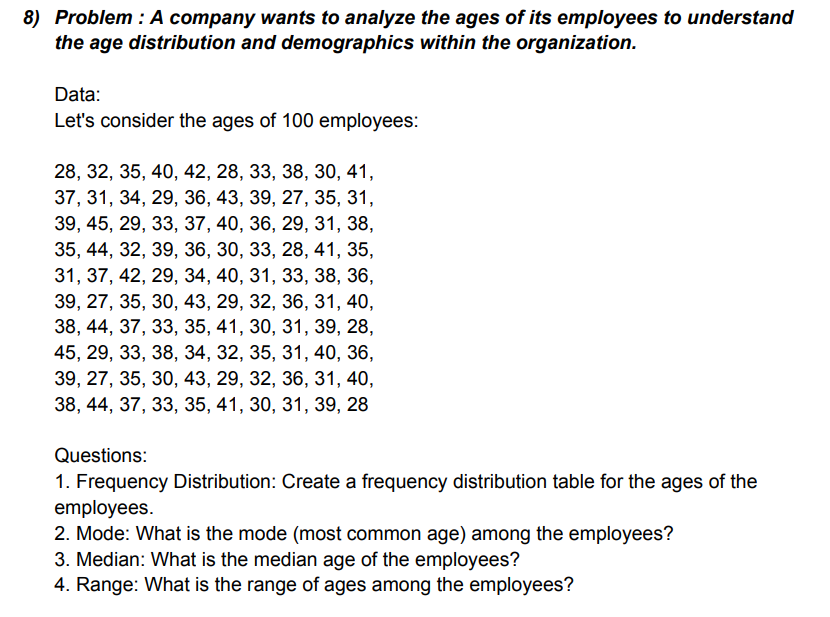 8) Problem : A company wants to analyze the ages of its employees to understand
the age distribution and demographics within the organization.
Data:
Let's consider the ages of 100 employees:
28, 32, 35, 40, 42, 28, 33, 38, 30, 41,
37, 31, 34, 29, 36, 43, 39, 27, 35, 31,
39, 45, 29, 33, 37, 40, 36, 29, 31, 38,
35, 44, 32, 39, 36, 30, 33, 28, 41, 35,
31, 37, 42, 29, 34, 40, 31, 33, 38, 36,
39, 27, 35, 30, 43, 29, 32, 36, 31, 40,
38, 44, 37, 33, 35, 41, 30, 31, 39, 28,
45, 29, 33, 38, 34, 32, 35, 31, 40, 36,
39, 27, 35, 30, 43, 29, 32, 36, 31, 40,
38, 44, 37, 33, 35, 41, 30, 31, 39, 28
Questions:
1. Frequency Distribution: Create a frequency distribution table for the ages of the
employees.
2. Mode: What is the mode (most common age) among the employees?
3. Median: What is the median age of the employees?
4. Range: What is the range of ages among the employees?